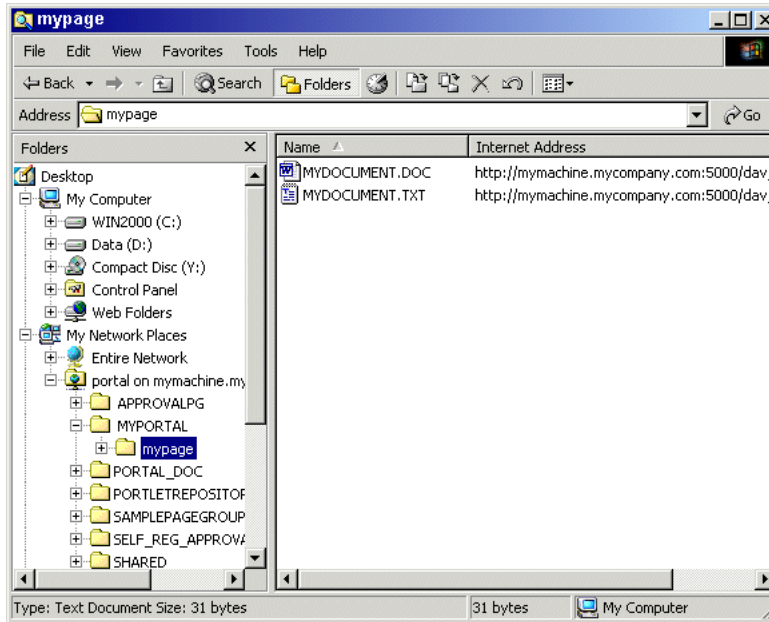 mypage
File Edit View Favorites Tools Help
Back Search Folders
Address mypage Go
Folders x
Name Internet Address
Desktop
My Computer
WIN2000 (C:)
Data (D:)
Compact Disc (Y:)
Control Panel
Web Folders
My Network Places
Entire Network
portal on mymachine.my
APPROVALPG
MYPORTAL
mypage
PORTAL_DOC
PORTLETREPOSITOR
SAMPLEPAGEGROUP
SELF_REG_APPROVA
SHARED
MYDOCUMENT.DOC http://mymachine.mycompany.com:5000/dav_
MYDOCUMENT.TXT http://mymachine.mycompany.com:5000/dav_
Type: Text Document Size: 31 bytes 31 bytes My Computer